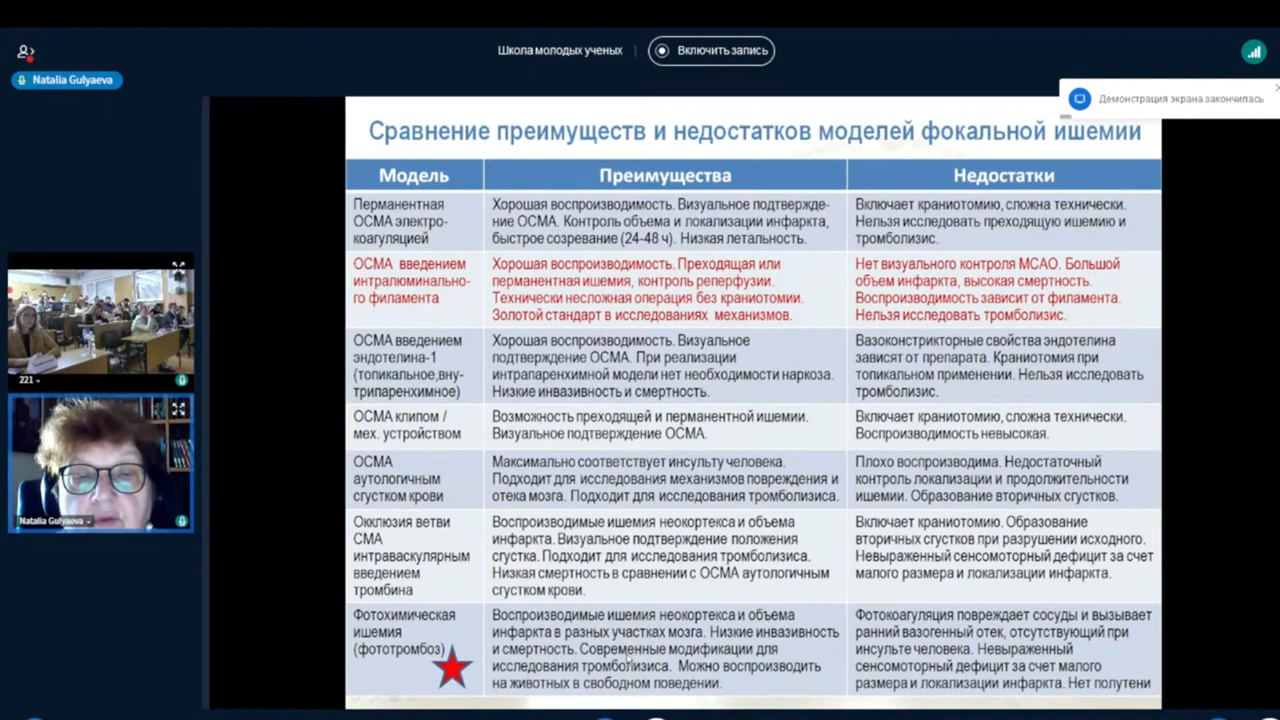 Школа молодых ученых
Включить запись
Natalia Gulyaeva
Демонстрация экрана закончилась
Сравнение преимуществ и недостатков моделей фокальной ишемии
Модель
Преимущества
Недостатки
Перманентная
ОСМА электро-
коагуляцией
Хорошая воспроизводимость. Визуальное подтвержде-
ние ОСМА. Контроль объема и локализации инфаркта,
быстрое созревание (24-48 ч). Низкая летальность.
Включает краниотомию, сложна технически.
Нельзя исследовать преходящую ишемию и
тромболизис.
ОСМА введением
интралюминально-
го филамента
Хорошая воспроизводимость. Преходящая или
перманентная ишемия, контроль реперфузии.
Технически несложная операция без краниотомии.
Золотой стандарт в исследованиях механизмов.
Нет визуального контроля МСАО. Большой
объем инфаркта, высокая смертность.
Воспроизводимость зависит от филамента.
Нельзя исследовать тромболизис.
ОСМА введением
эндотелина-1
(топикальное,вну-
трипаренхимное)
Хорошая воспроизводимость. Визуальное
подтверждение ОСМА. При реализации
интрапаренхимной модели нет необходимости наркоза.
Низкие инвазивность и смертность.
Вазоконстрикторные свойства эндотелина
зависят от препарата. Краниотомия при
топикальном применении. Нельзя исследовать
тромболизис.
ОСМА клипом /
мех. устройством
Возможность преходящей и перманентной ишемии.
Визуальное подтверждение ОСМА.
Включает краниотомию, сложна технически.
Воспроизводимость невысокая.
ОСМА
аутологичным
сгустком крови
Максимально соответствует инсульту человека.
Подходит для исследования механизмов повреждения и
отека мозга. Подходит для исследования тромболизиса.
Плохо воспроизводима. Недостаточный
контроль локализации и продолжительности
ишемии. Образование вторичных сгустков.
Окклюзия ветви
СМА
интраваскулярным
введением
тромбина
Воспроизводимые ишемия неокортекса и объема
инфаркта. Визуальное подтверждение положения
сгустка. Подходит для исследования тромболизиса.
Низкая смертность в сравнении с ОСМА аутологичным
сгустком крови.
Включает краниотомию. Образование
вторичных сгустков при разрушении исходного.
Невыраженный сенсомоторный дефицит за счет
малого размера и локализации инфаркта.
Фотохимическая
ишемия
(фототромбоз)
Воспроизводимые ишемия неокортекса и объема
инфаркта в разных участках мозга. Низкие инвазивность
и смертность. Современные модификации для
исследования тромболизиса. Можно воспроизводить
на животных в свободном поведении.
Фотокоагуляция повреждает сосуды и вызывает
ранний вазогенный отек, отсутствующий при
инсульте человека. Невыраженный
сенсомоторный дефицит за счет малого
размера и локализации инфаркта. Нет полутени
221
Natalia Gulyaeva